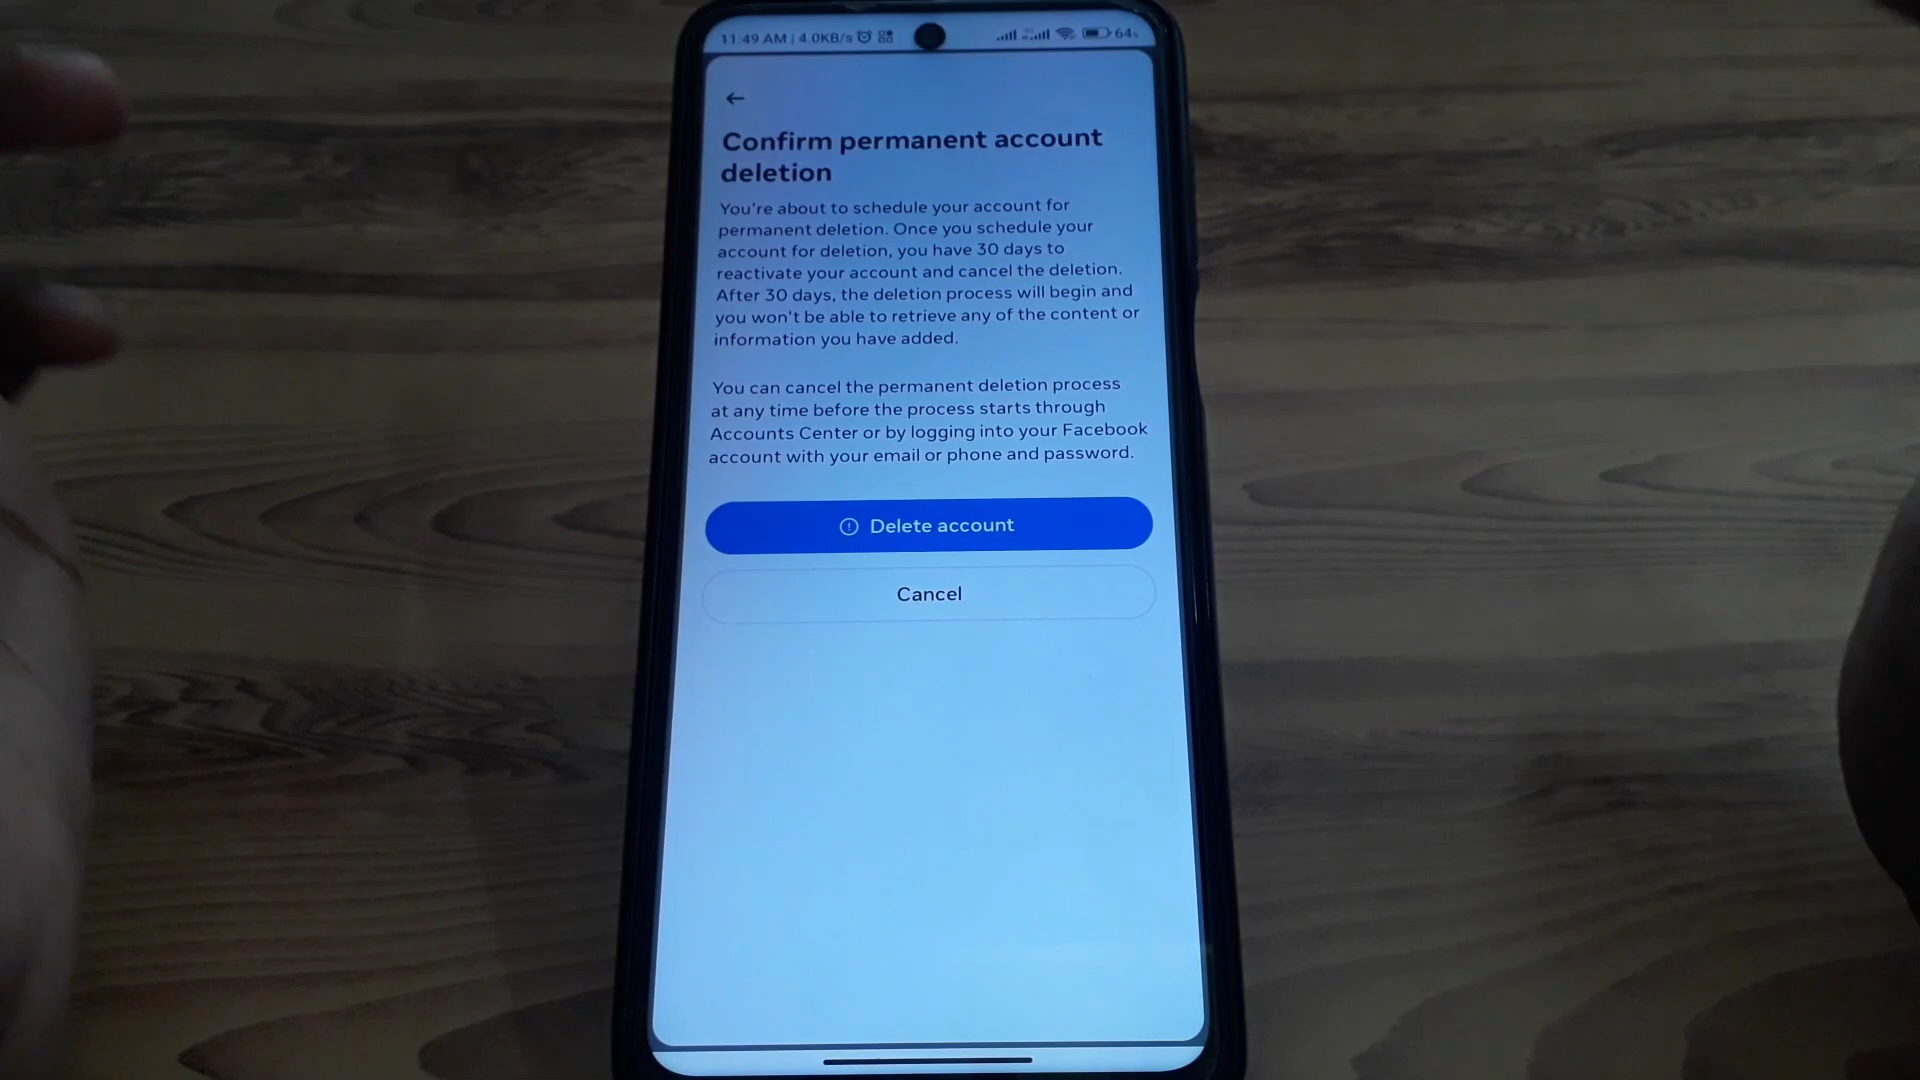 11:49 AM | 4.0KB/s 64%
Confirm permanent account
deletion
You're about to schedule your account for
permanent deletion. Once you schedule your
account for deletion, you have 30 days to
reactivate your account and cancel the deletion.
After 30 days, the deletion process will begin and
you won't be able to retrieve any of the content or
information you have added.
You can cancel the permanent deletion process
at any time before the process starts through
Accounts Center or by logging into your Facebook
account with your email or phone and password.
Delete account
Cancel